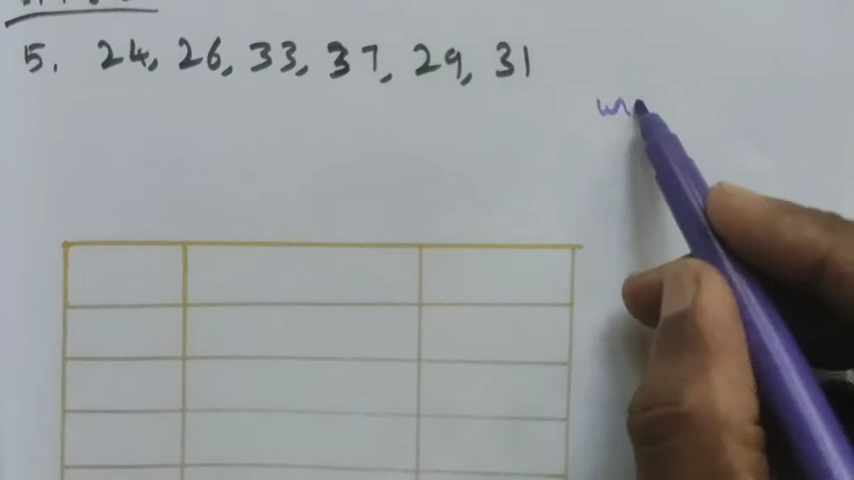 5. 24, 26, 33, 37, 29, 31